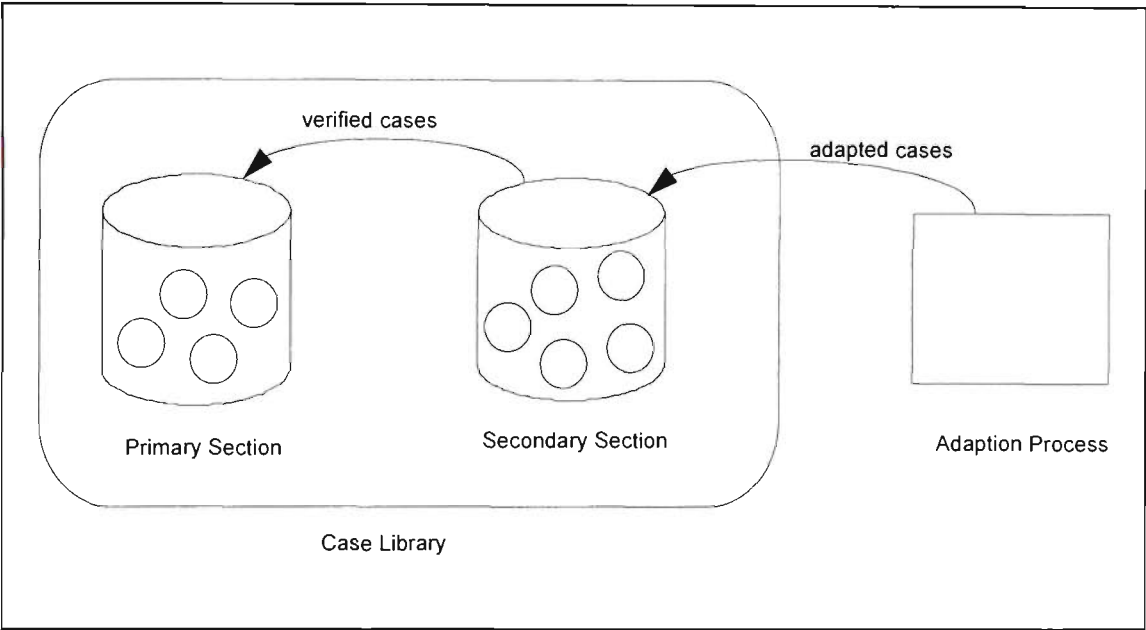 verified cases
adapted cases
Primary Section
Secondary Section
Adaption Process
Case Library